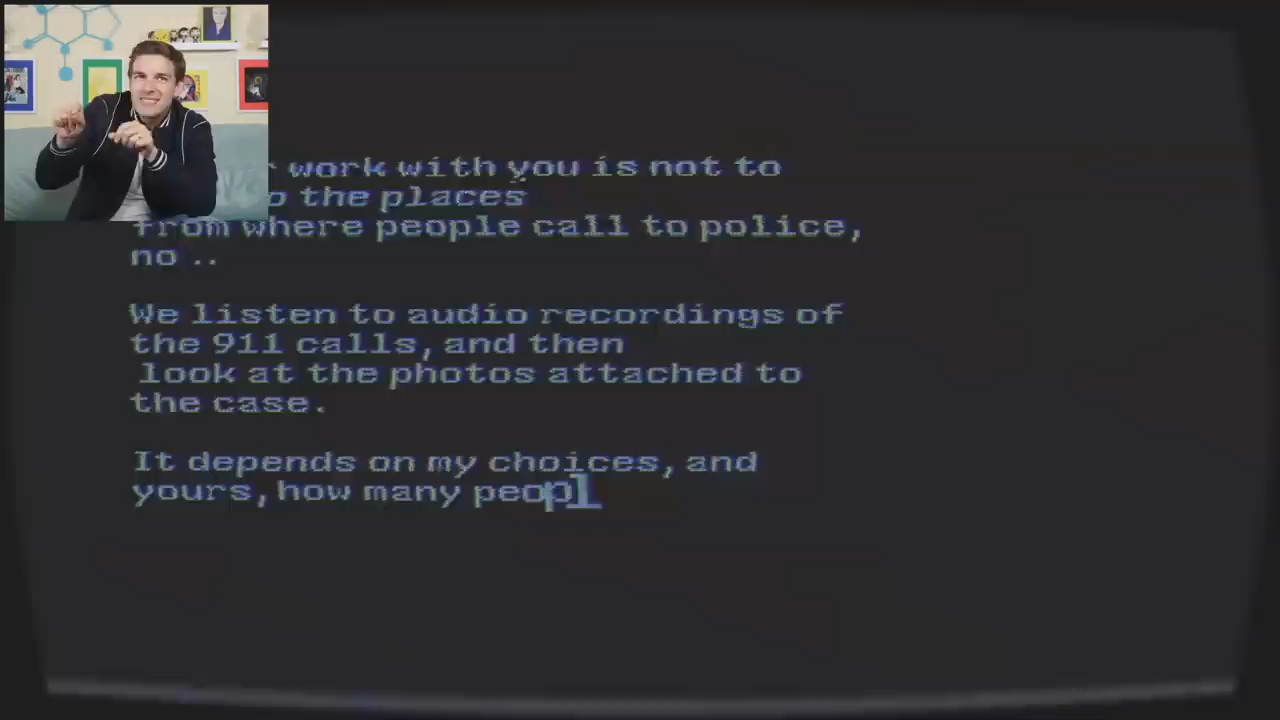 work with you is not to
the places
from where people call to police,
no ..
We listen to audio recordings of
the 911 calls, and then
look at the photos attached to
the case.
It depends on my choices, and
yours, how many peopl